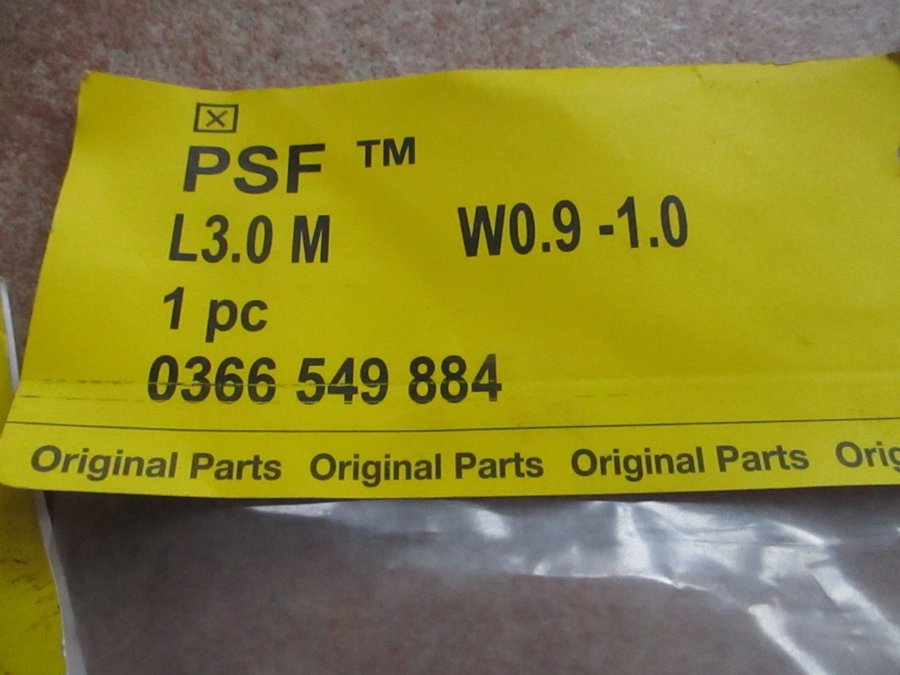 PSF ™
L3.0 M W0.9 -1.0
1 pc
0366 549 884
Original Parts Original Parts Original Parts